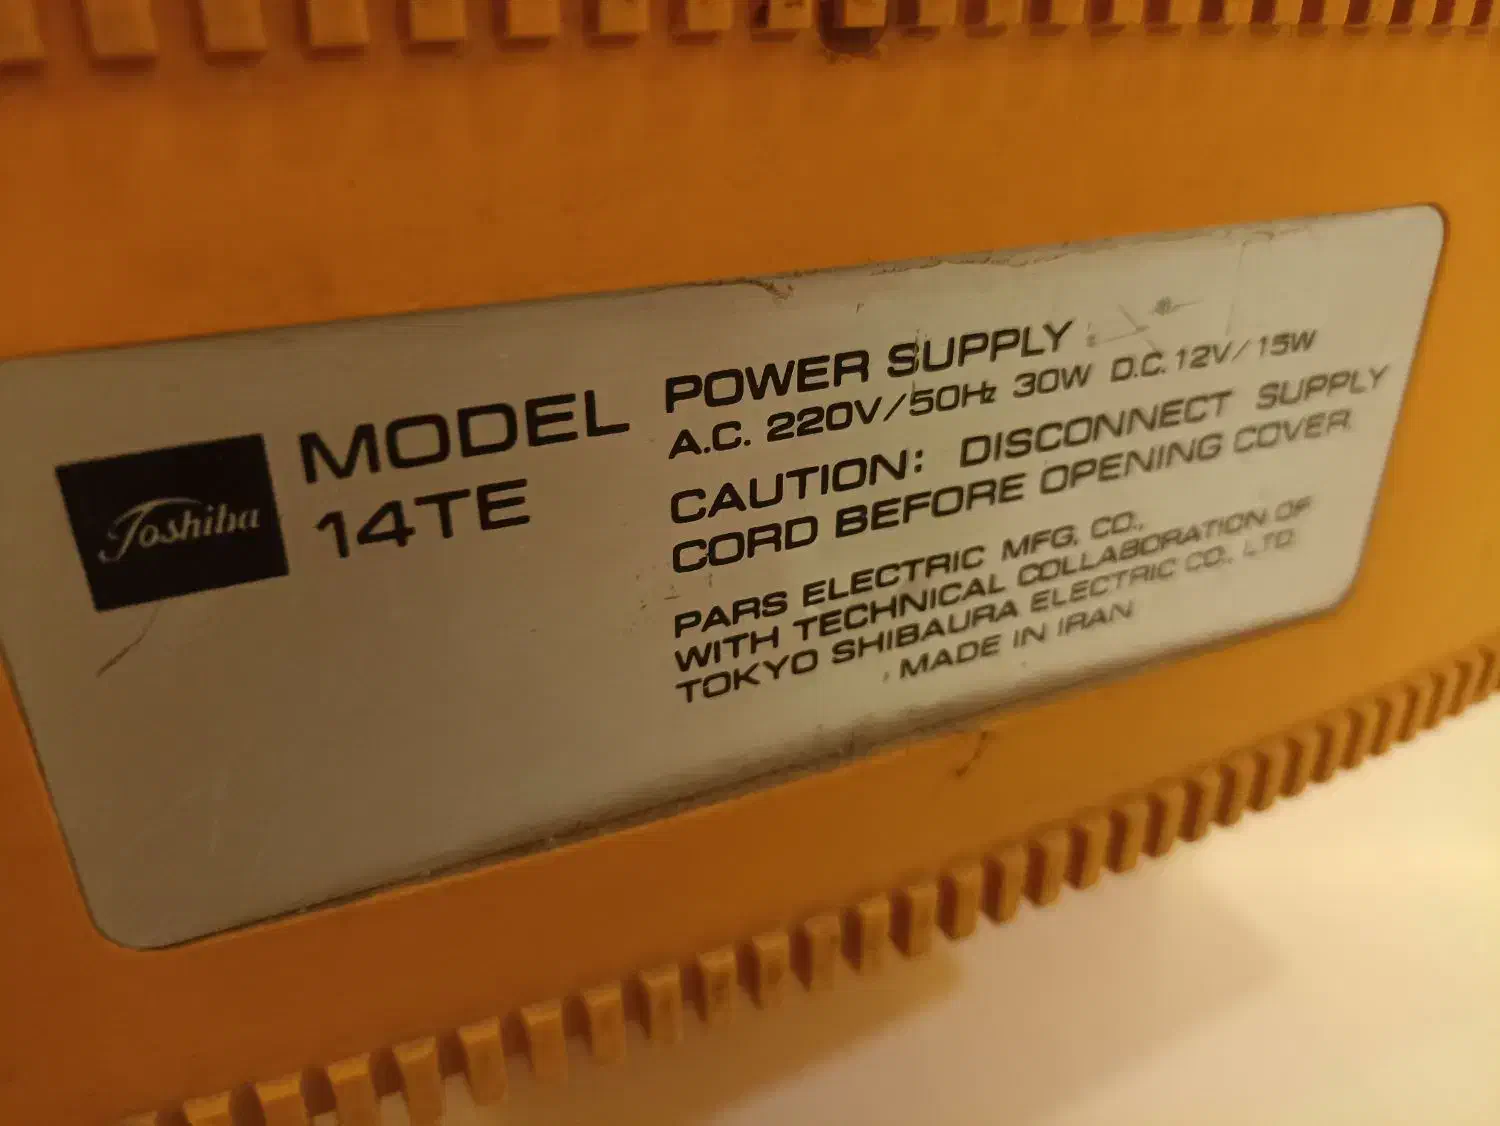 Toshiba
MODEL
14TE
POWER SUPPLY
A.C. 220V/50Hz 30W D.C. 12V/15W
CAUTION: DISCONNECT SUPPLY
CORD BEFORE OPENING COVER
PARS ELECTRIC MFG. CO.,
WITH TECHNICAL COLLABORATION OF
TOKYO SHIBAURA ELECTRIC CO., LTD.
MADE IN IRAN